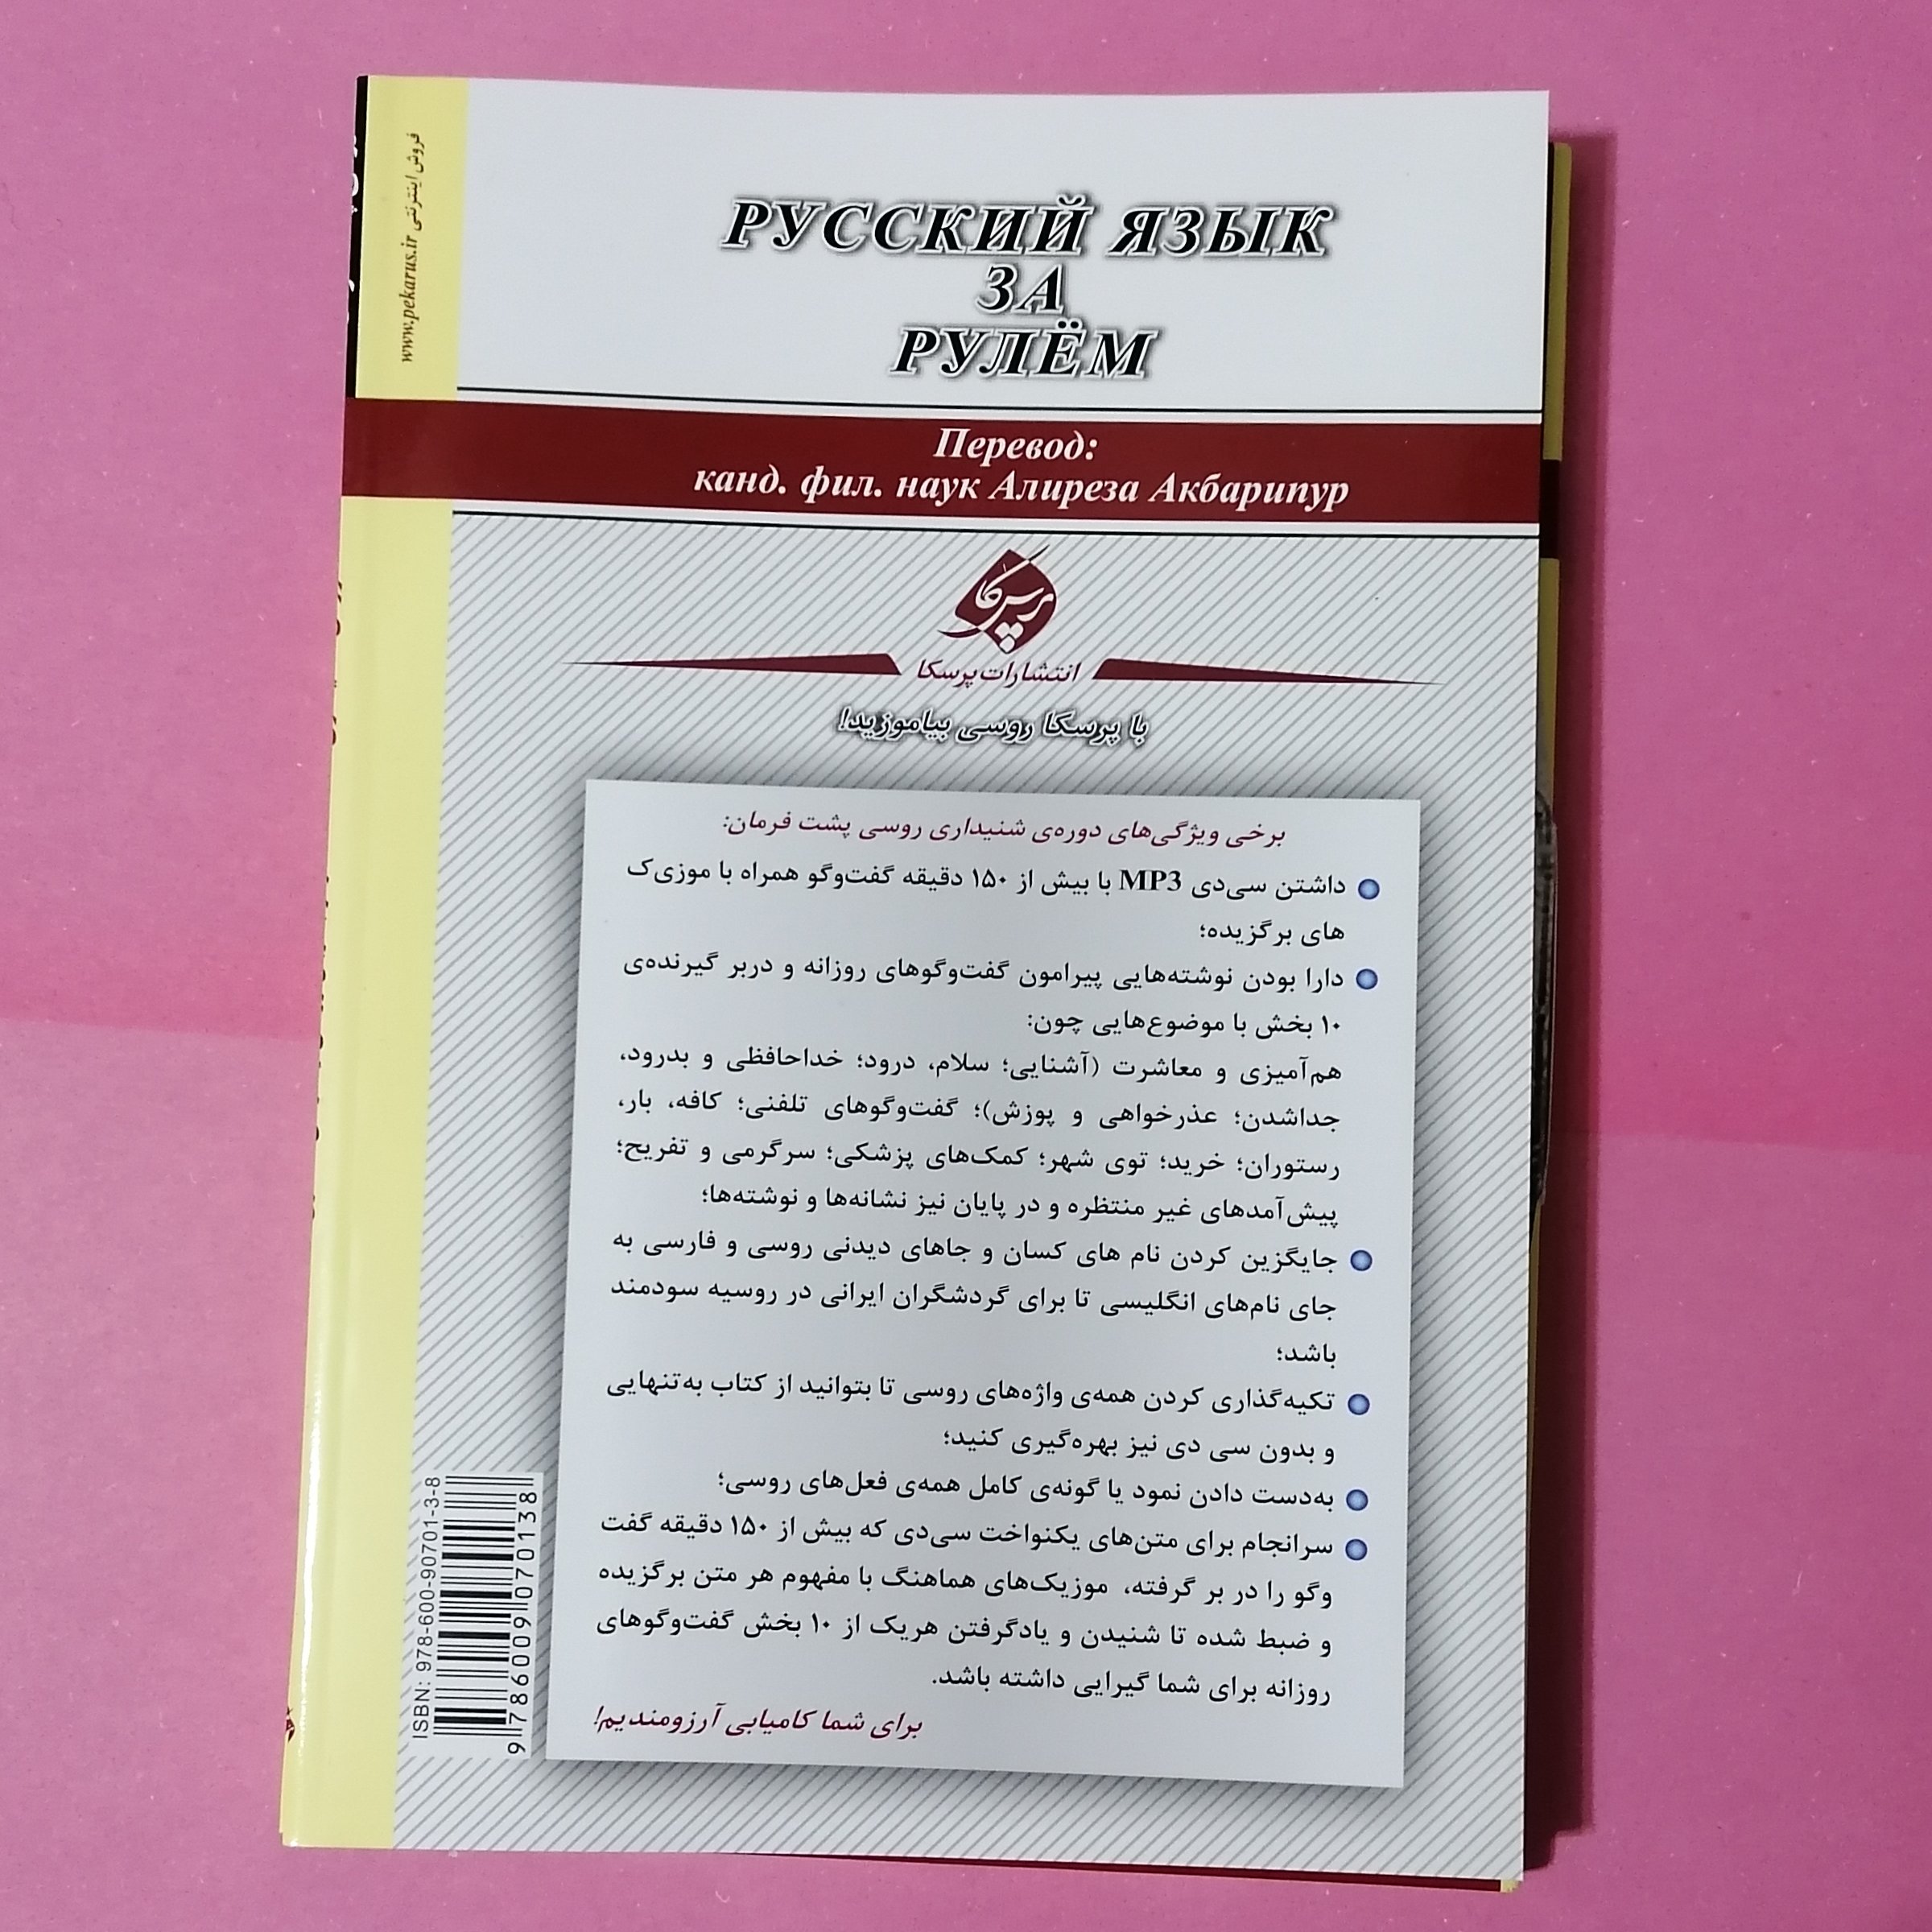 РУССКИЙ ЯЗЫК
ЗА
РУЛЁМ
Перевод:
канд. фил. наук Алиреза Акбарипур
پرسکا
انتشارات پرسکا
با پرسکا روسی بیاموزید!
برخی ویژگی‌های دوره‌ی شنیداری روسی پشت فرمان:
داشتن سی‌دی MP3 با بیش از ۱۵۰ دقیقه گفت‌وگو همراه با موزیک
های برگزیده؛
دارا بودن نوشته‌هایی پیرامون گفت‌وگوهای روزانه و دربر گیرنده‌ی
۱۰ بخش با موضوع‌هایی چون:
هم‌آمیزی و معاشرت (آشنایی؛ سلام، درود؛ خداحافظی و بدرود،
جداشدن؛ عذرخواهی و پوزش)؛ گفت‌وگوهای تلفنی؛ کافه، بار،
رستوران؛ خرید؛ توی شهر؛ کمک‌های پزشکی؛ سرگرمی و تفریح؛
پیش‌آمدهای غیر منتظره و در پایان نیز نشانه‌ها و نوشته‌ها؛
جایگزین کردن نام های کسان و جاهای دیدنی روسی و فارسی به
جای نام‌های انگلیسی تا برای گردشگران ایرانی در روسیه سودمند
باشد؛
تکیه‌گذاری کردن همه‌ی واژه‌های روسی تا بتوانید از کتاب به‌تنهایی
و بدون سی دی نیز بهره‌گیری کنید؛
به‌دست دادن نمود یا گونه‌ی کامل همه‌ی فعل‌های روسی؛
سرانجام برای متن‌های یکنواخت سی‌دی که بیش از ۱۵۰ دقیقه گفت
وگو را در بر گرفته، موزیک‌های هماهنگ با مفهوم هر متن برگزیده
و ضبط شده تا شنیدن و یادگرفتن هریک از ۱۰ بخش گفت‌وگوهای
روزانه برای شما گیرایی داشته باشد.
برای شما کامیابی آرزومندیم!
فروش اینترنتی www.pekarus.ir
ISBN: 978-600-90701-3-8
9 786009 070138